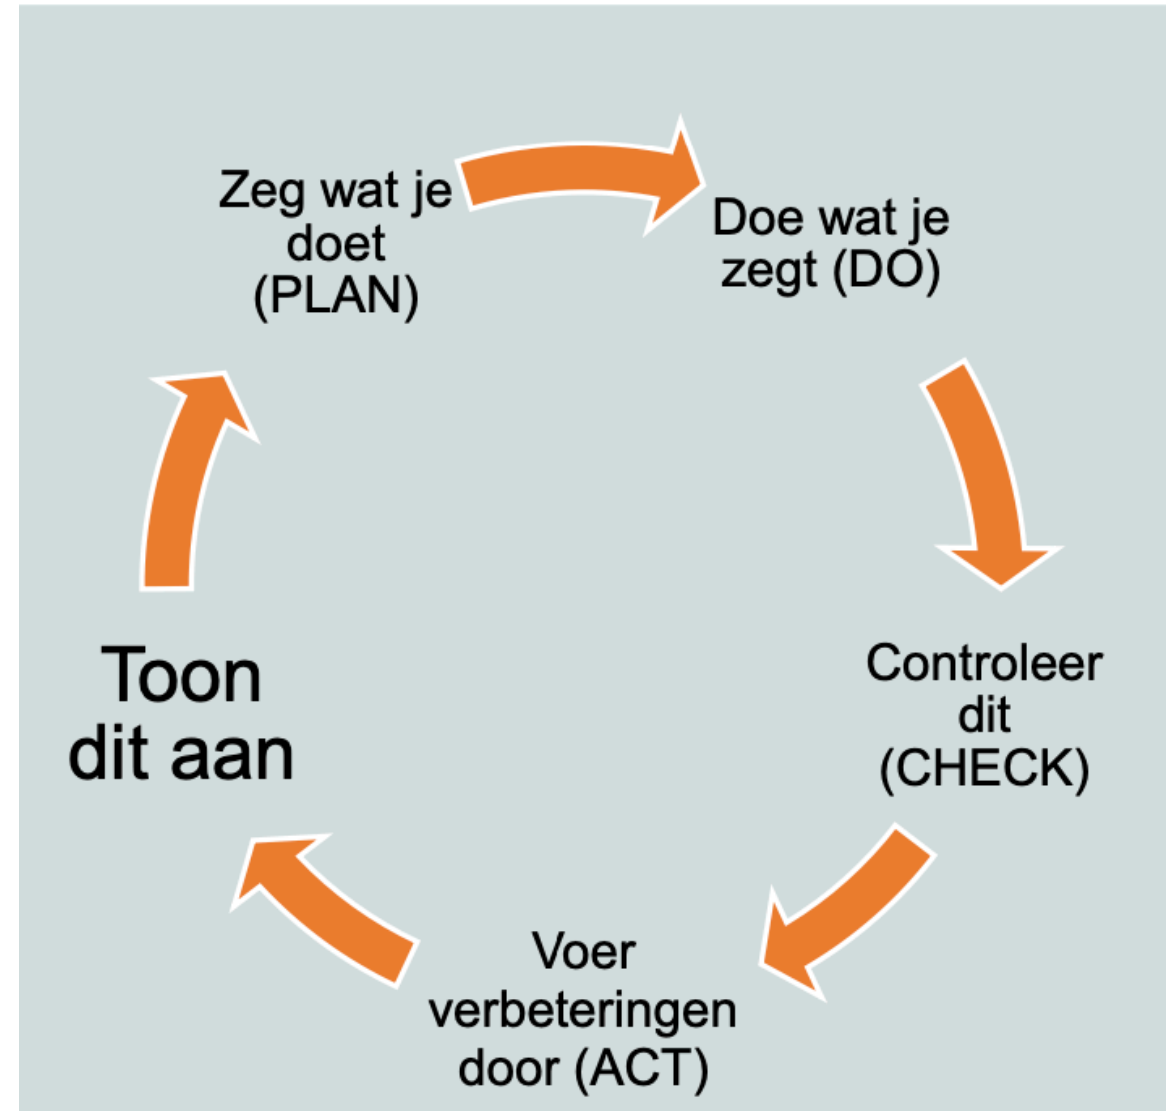 Zeg wat je
doet
(PLAN)
Doe wat je
zegt (DO)
Controleer
dit
(CHECK)
Voer
verbeteringen
door (ACT)
Toon
dit aan